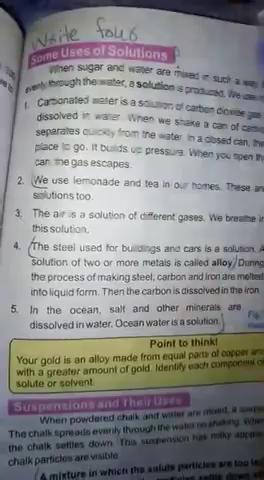 Write four
Some Uses of Solutions
When sugar and water are mixed in such a way
evenly through the water, a solution is produced. We use
1. Carbonated water is a solution of carbon dioxide gas
dissolved in water. When we shake a can of
separates quickly from the water. In a closed can, the
place to go. It builds up pressure. When you open th
can, the gas escapes.
2. We use lemonade and tea in our homes. These are
solutions too.
3. The air is a solution of different gases. We breathe in
this solution.
4. The steel used for buildings and cars is a solution. A
solution of two or more metals is called alloy. During
the process of making steel, carbon and iron are melted
into liquid form. Then the carbon is dissolved in the iron.
5. In the ocean, salt and other minerals are
dissolved in water. Ocean water is a solution.
Fig
Point to think!
Your gold is an alloy made from equal parts of copper and
with a greater amount of gold. Identify each component
solute or solvent.
Suspensions and Their Uses
When powdered chalk and water are mixed, a
The chalk spreads evenly through the water on shaking. When
the chalk settles down. This suspension has milky
chalk particles are visible.
A mixture in which the solute particles are too